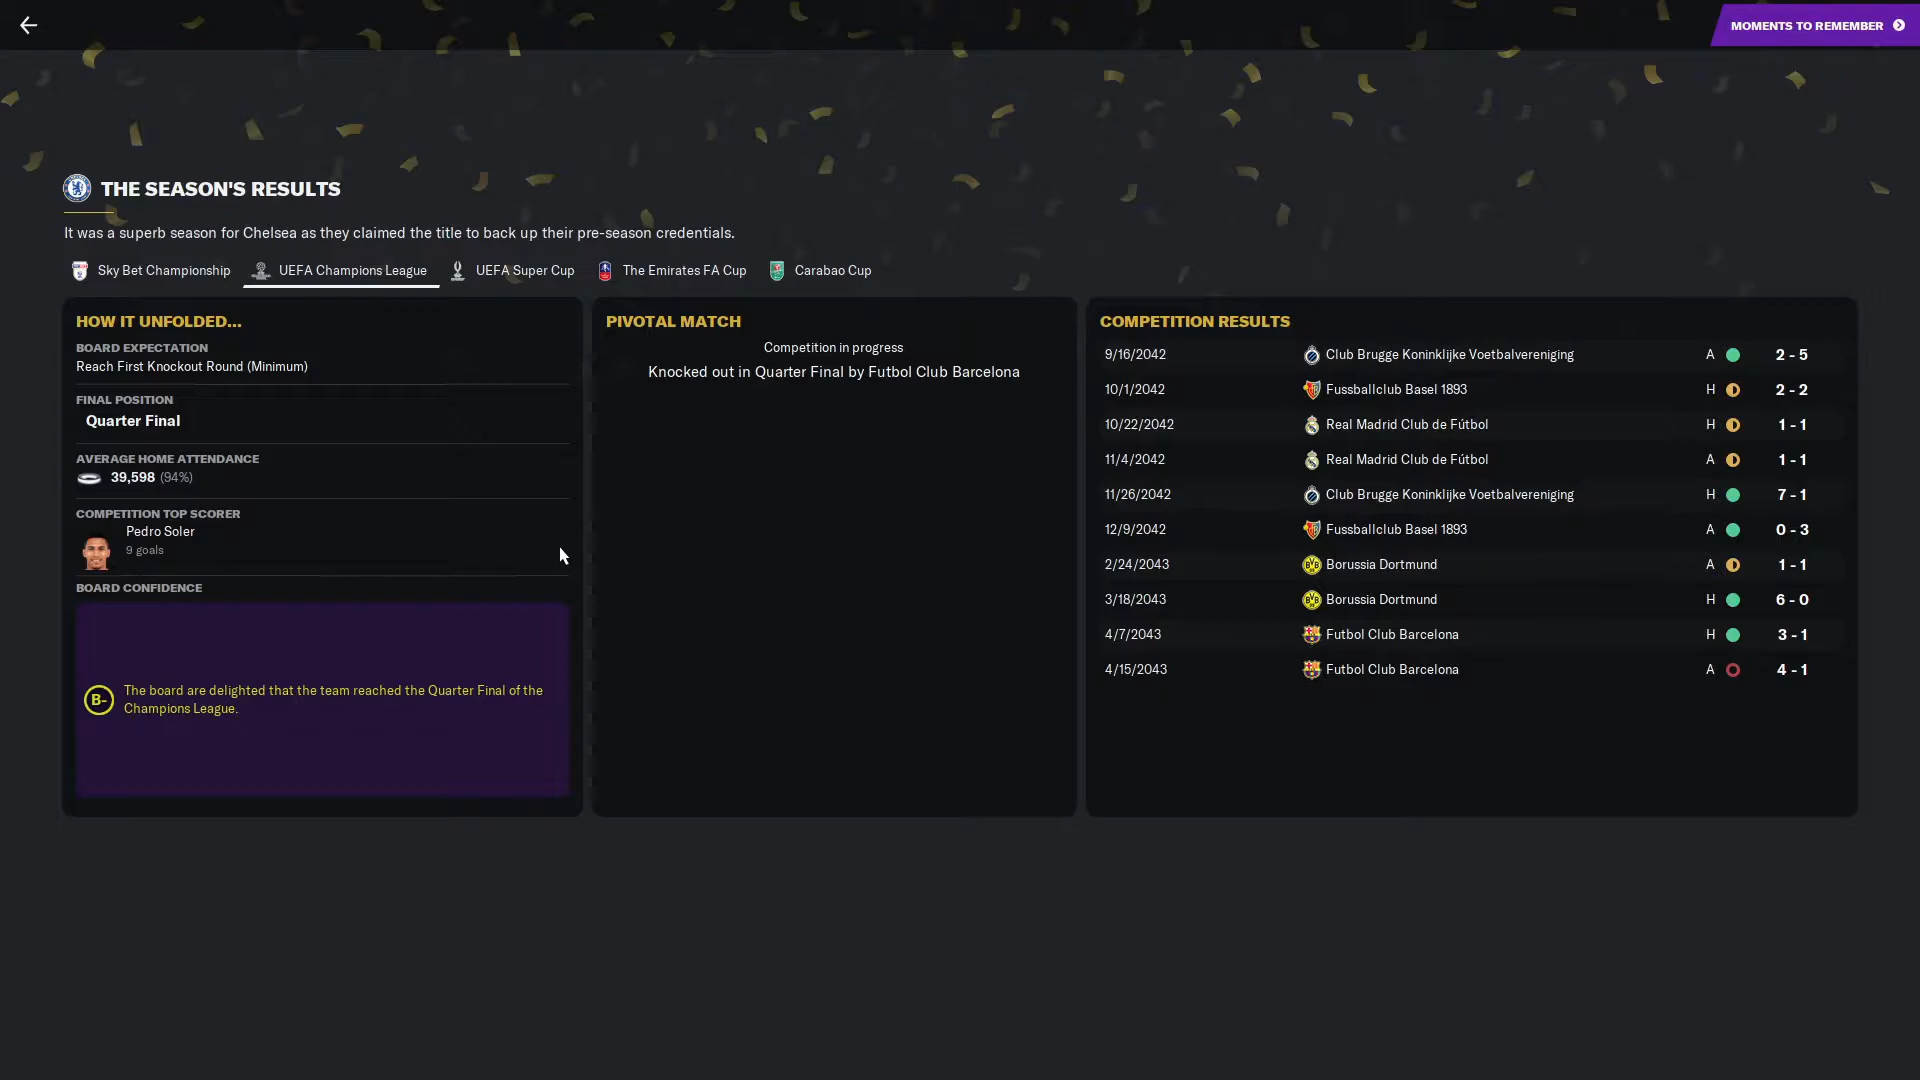 MOMENTS TO REMEMBER
THE SEASON'S RESULTS
It was a superb season for Chelsea as they claimed the title to back up their pre-season credentials.
Sky Bet Championship UEFA Champions League UEFA Super Cup The Emirates FA Cup Carabao Cup
HOW IT UNFOLDED...
BOARD EXPECTATION
Reach First Knockout Round (Minimum)
FINAL POSITION
Quarter Final
AVERAGE HOME ATTENDANCE
39,598 (94%)
COMPETITION TOP SCORER
Pedro Soler
9 goals
BOARD CONFIDENCE
B-
The board are delighted that the team reached the Quarter Final of the
Champions League.
PIVOTAL MATCH
Competition in progress
Knocked out in Quarter Final by Futbol Club Barcelona
COMPETITION RESULTS
9/16/2042 Club Brugge Koninklijke Voetbalvereniging A 2 - 5
10/1/2042 Fussballclub Basel 1893 H 2 - 2
10/22/2042 Real Madrid Club de Fútbol H 1 - 1
11/4/2042 Real Madrid Club de Fútbol A 1 - 1
11/26/2042 Club Brugge Koninklijke Voetbalvereniging H 7 - 1
12/9/2042 Fussballclub Basel 1893 A 0 - 3
2/24/2043 Borussia Dortmund A 1 - 1
3/18/2043 Borussia Dortmund H 6 - 0
4/7/2043 Futbol Club Barcelona H 3 - 1
4/15/2043 Futbol Club Barcelona A 4 - 1